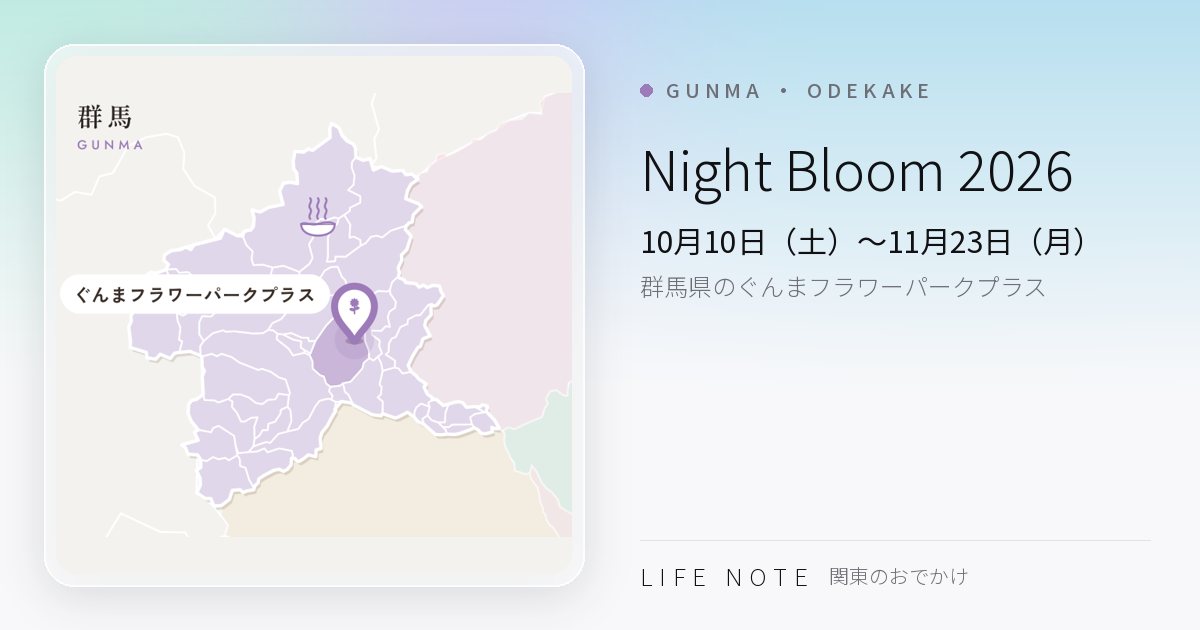 群馬
GUNMA
ぐんまフラワーパークプラス
GUNMA • ODEKAKE
Night Bloom 2026
10月10日（土）～11月23日（月）
群馬県のぐんまフラワーパークプラス
LIFE NOTE 関東のおでかけ